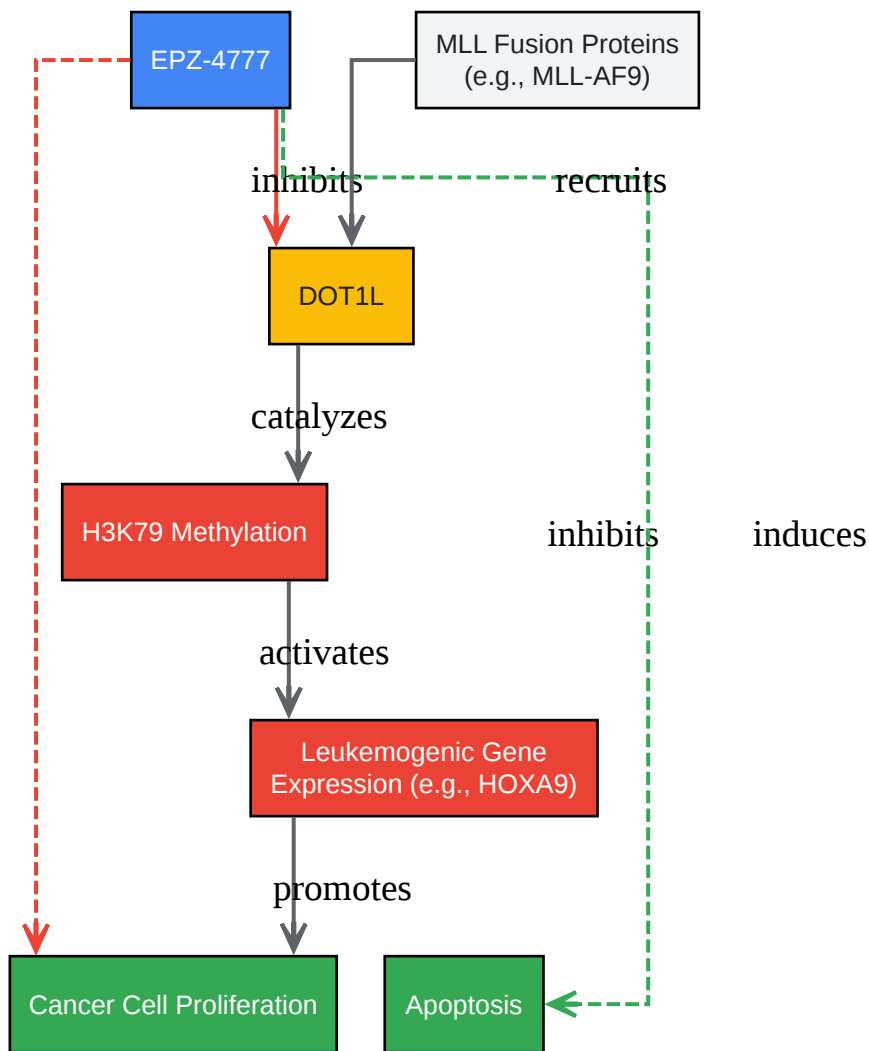 EPZ-4777
MLL Fusion Proteins
(e.g., MLL-AF9)
inhibits
recruits
DOT1L
catalyzes
H3K79 Methylation
inhibits
induces
activates
Leukemogenic Gene
Expression (e.g., HOXA9)
promotes
Cancer Cell Proliferation
Apoptosis